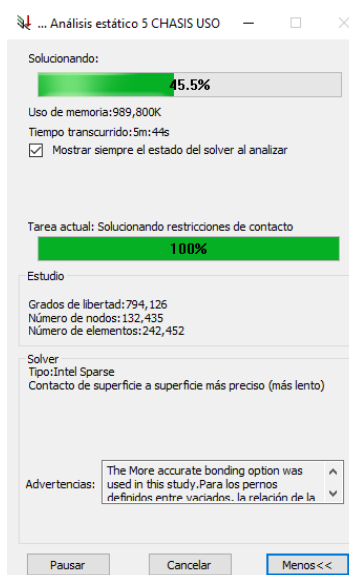 ... Análisis estático 5 CHASIS USO
Solucionando:
45.5%
Uso de memoria:989,800K
Tiempo transcurrido:5m:44s
Mostrar siempre el estado del solver al analizar
Tarea actual: Solucionando restricciones de contacto
100%
Estudio
Grados de libertad:794,126
Número de nodos:132,435
Número de elementos:242,452
Solver
Tipo:Intel Sparse
Contacto de superficie a superficie más preciso (más lento)
Advertencias:
The More accurate bonding option was
used in this study.Para los pernos
definidos entre vaciados, la relación de la
Pausar
Cancelar
Menos<<